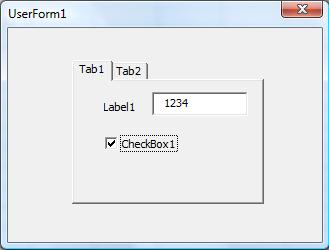 UserForm1
Tab1 Tab2
Label1 1234
CheckBox1